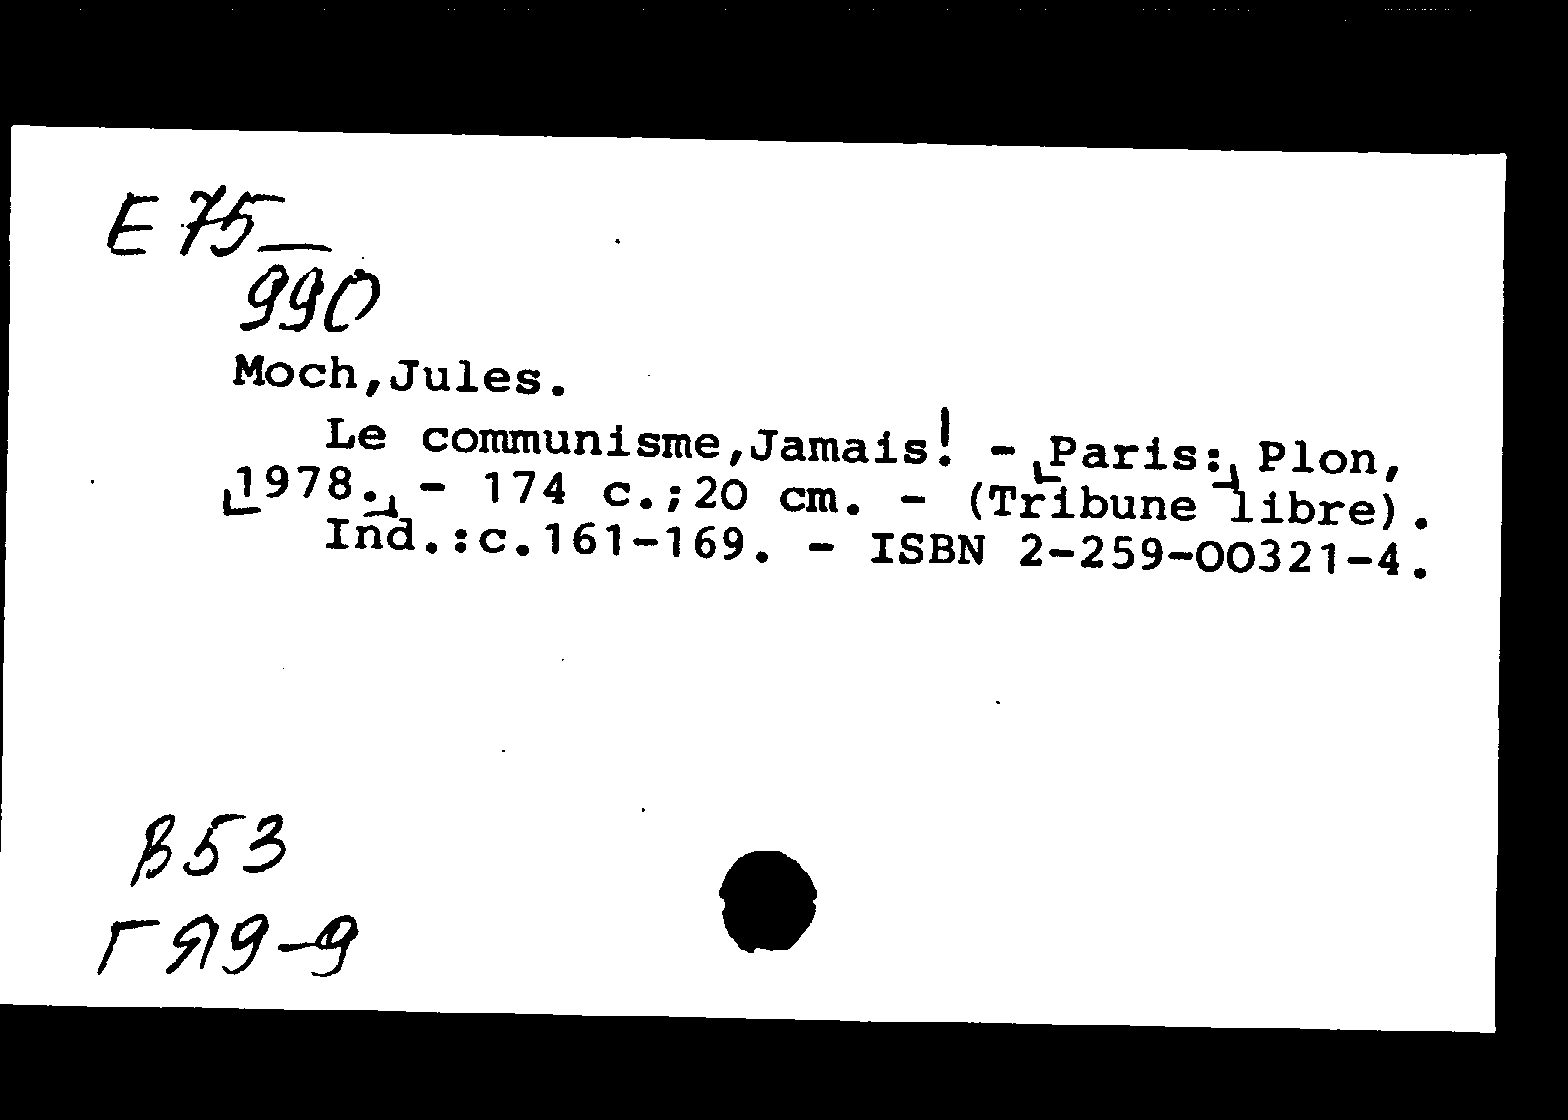 E 75—
990
Moch,Jules.
Le communisme,Jamais! - [Paris:] Plon,
[1978.] - 174 c.;20 cm. - (Tribune libre).
Ind.:c.161-169. - ISBN 2-259-00321-4.
B53
ГЯ9-9